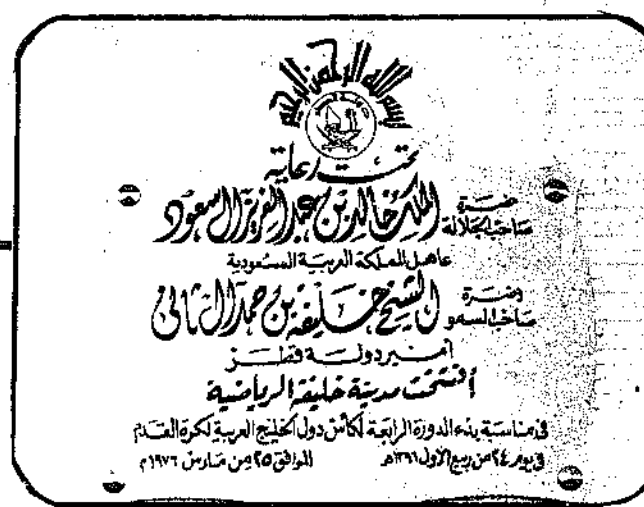 بسم الله الرحمن الرحيم
تحت رعاية
حضرة صاحب الجلالة الملك خالد بن عبد العزيز آل سعود
عاهل المملكة العربية السعودية
حضرة صاحب السمو الشيخ خليفة بن حمد آل ثاني
أمير دولة قطر
افتتحت مدينة خليفة الرياضية
في مناسبة بدء الدورة الرابعة لكأس دول الخليج العربية لكرة القدم
في يوم ٢٤ من ربيع الأول هـ الموافق ٢٥ من مارس ١٩٧٦م